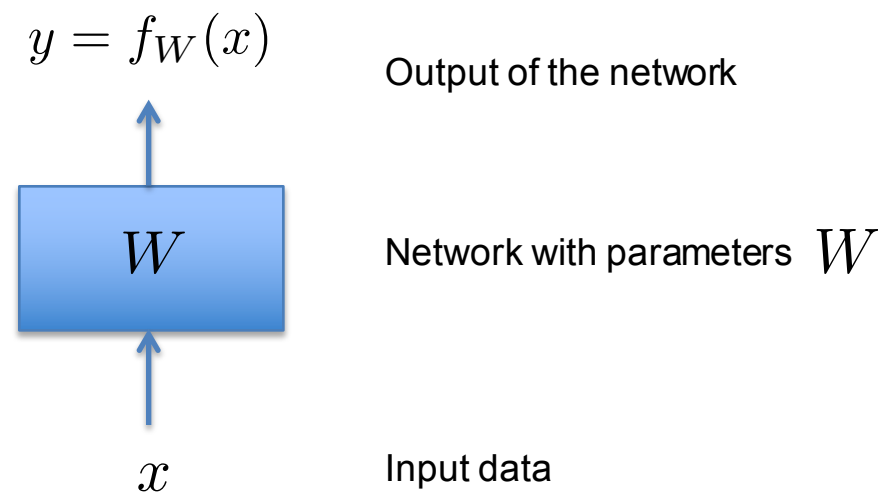 y = f_W(x)
Output of the network
W
Network with parameters W
x
Input data